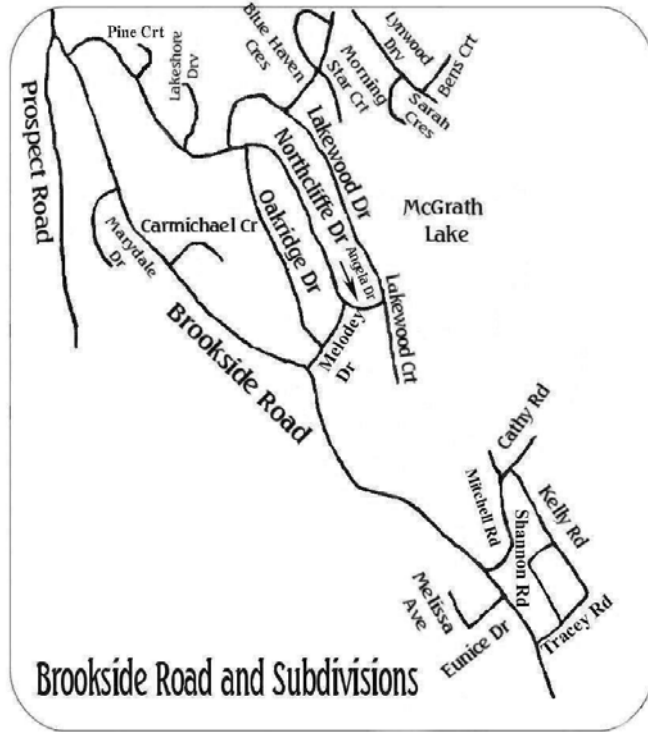 Pine Crt
Lakeshore
Drv
Blue Haven
Cres
Morning
Star Crt
Lynwood
Drv
Bens Crt
Sarah
Cres
Prospect Road
Lakewood Dr
Northcliffe Dr
Oakridge Dr
Angela Dr
McGrath
Lake
Carmichael Cr
Marydale
Dr
Brookside Road
Melodey
Dr
Lakewood Crt
Cathy Rd
Mitchell Rd
Kelly Rd
Shannon Rd
Melissa
Ave
Eunice Dr
Tracey Rd
Brookside Road and Subdivisions